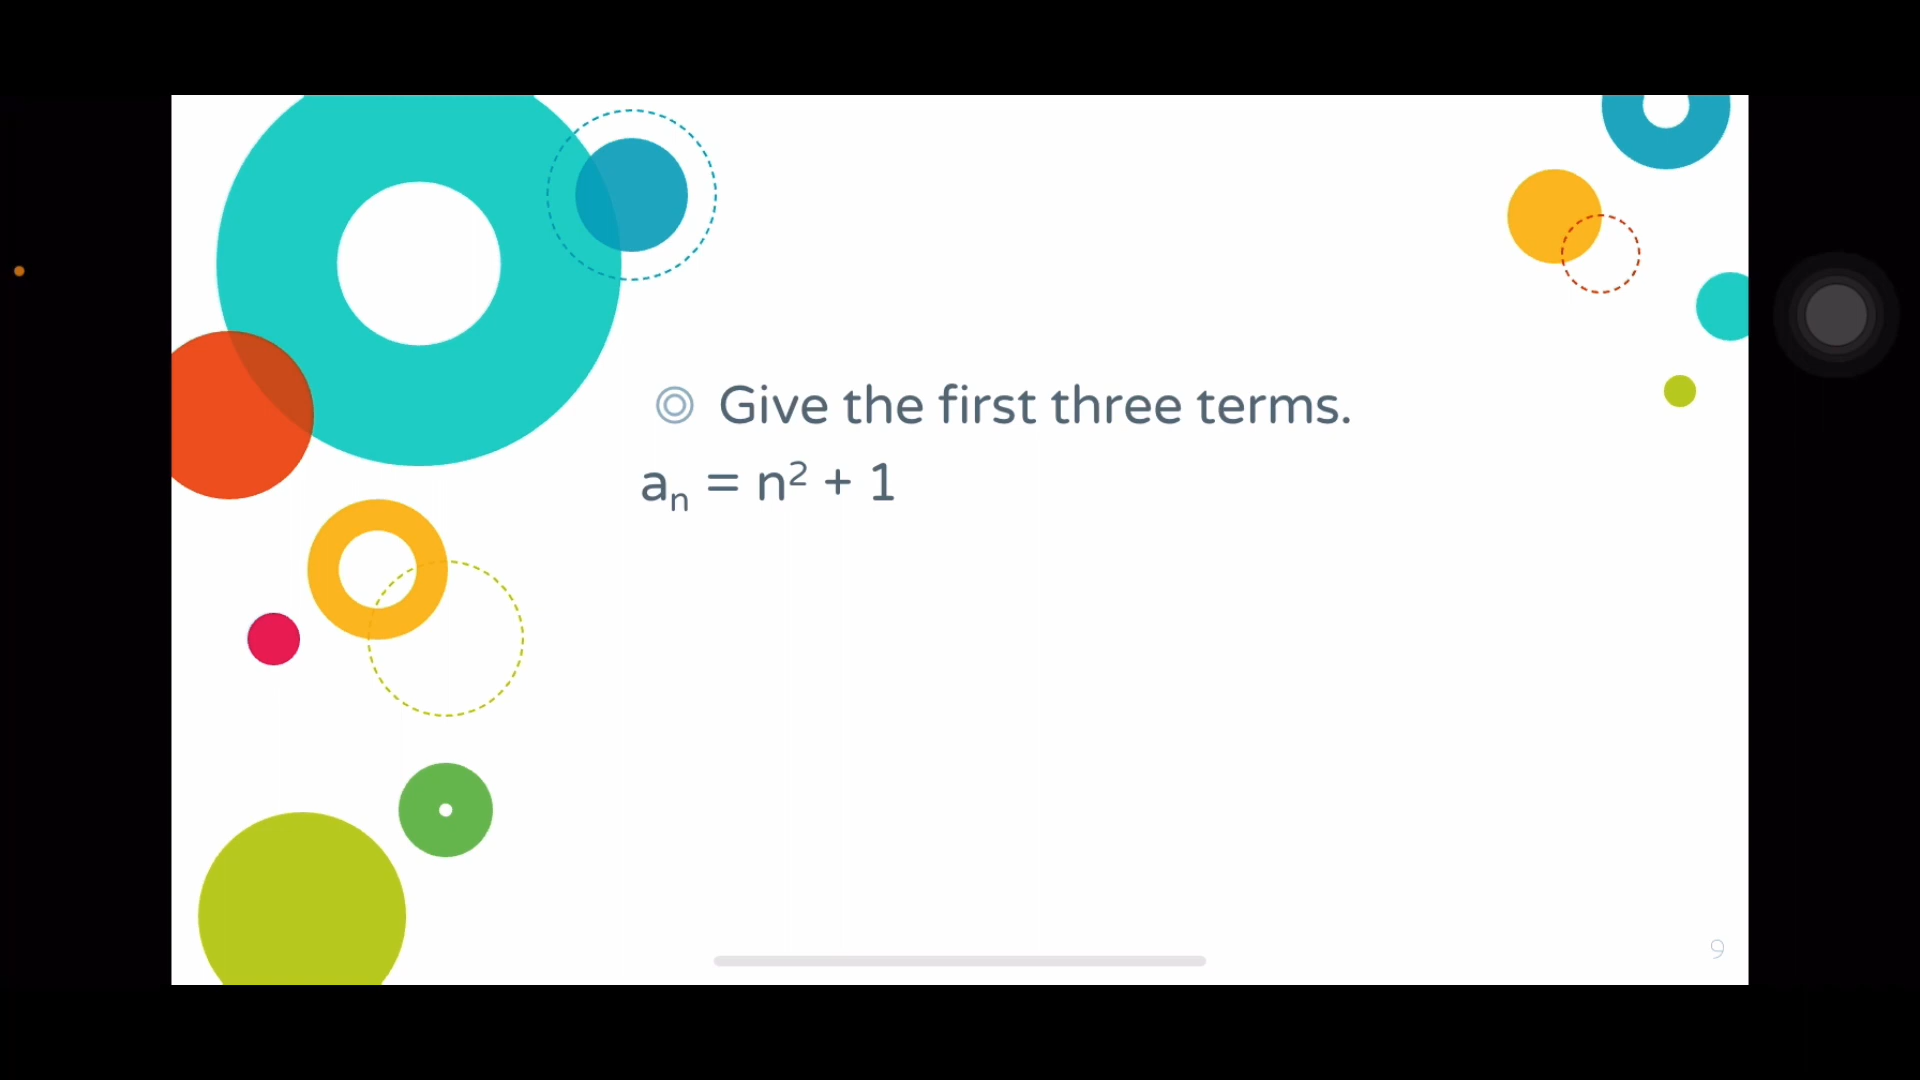 Give the first three terms.
aₙ = n² + 1
9